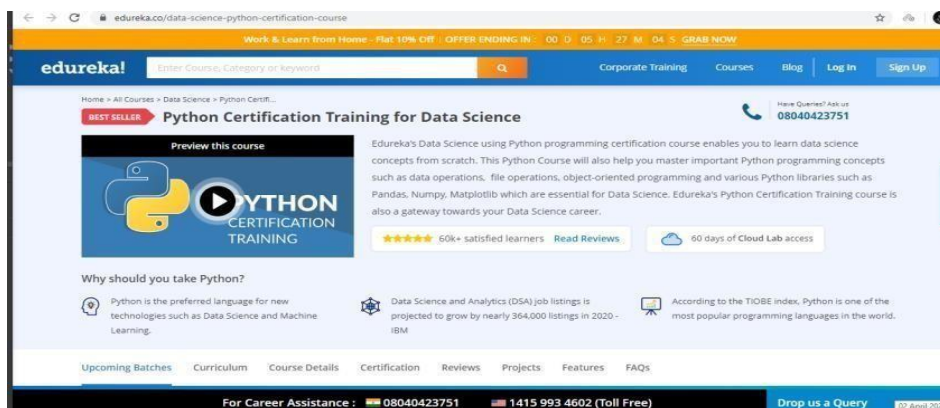 edureka.co/data-science-python-certification-course
Work & Learn from Home - Flat 10% Off : OFFER ENDING IN : 00 D 05 H 27 M 04 S GRAB NOW
edureka! Enter Course, Category or keyword Corporate Training Courses Blog Log In Sign Up
Home > All Courses > Data Science > Python Certifi...
BEST SELLER Python Certification Training for Data Science
Have Queries? Ask us
08040423751
Preview this course
PYTHON
CERTIFICATION
TRAINING
Edureka's Data Science using Python programming certification course enables you to learn data science
concepts from scratch. This Python Course will also help you master important Python programming concepts
such as data operations, file operations, object-oriented programming and various Python libraries such as
Pandas, Numpy, Matplotlib which are essential for Data Science. Edureka's Python Certification Training course is
also a gateway towards your Data Science career.
60k+ satisfied learners Read Reviews 60 days of Cloud Lab access
Why should you take Python?
Python is the preferred language for new
technologies such as Data Science and Machine
Learning.
Data Science and Analytics (DSA) job listings is
projected to grow by nearly 364,000 listings in 2020 -
IBM
According to the TIOBE index, Python is one of the
most popular programming languages in the world.
Upcoming Batches Curriculum Course Details Certification Reviews Projects Features FAQs
For Career Assistance : 08040423751 1415 993 4602 (Toll Free) Drop us a Query
02 April